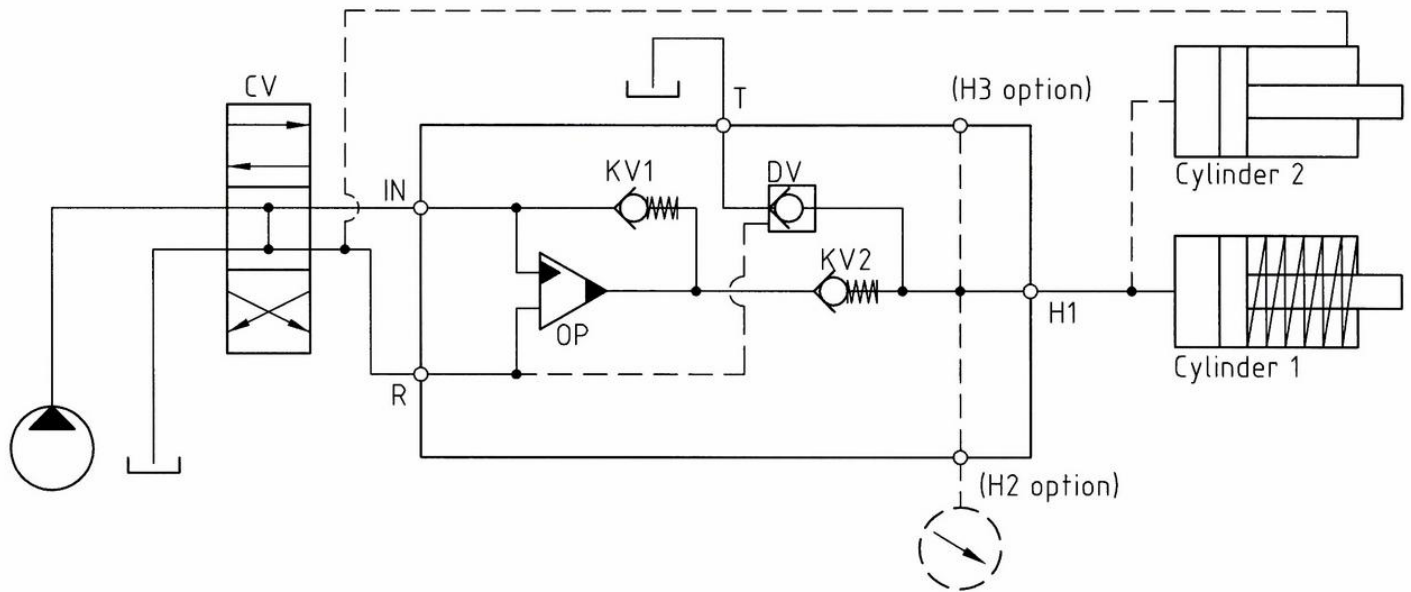 CV
T
(H3 option)
Cylinder 2
IN
KV1
DV
KV2
OP
H1
R
Cylinder 1
(H2 option)